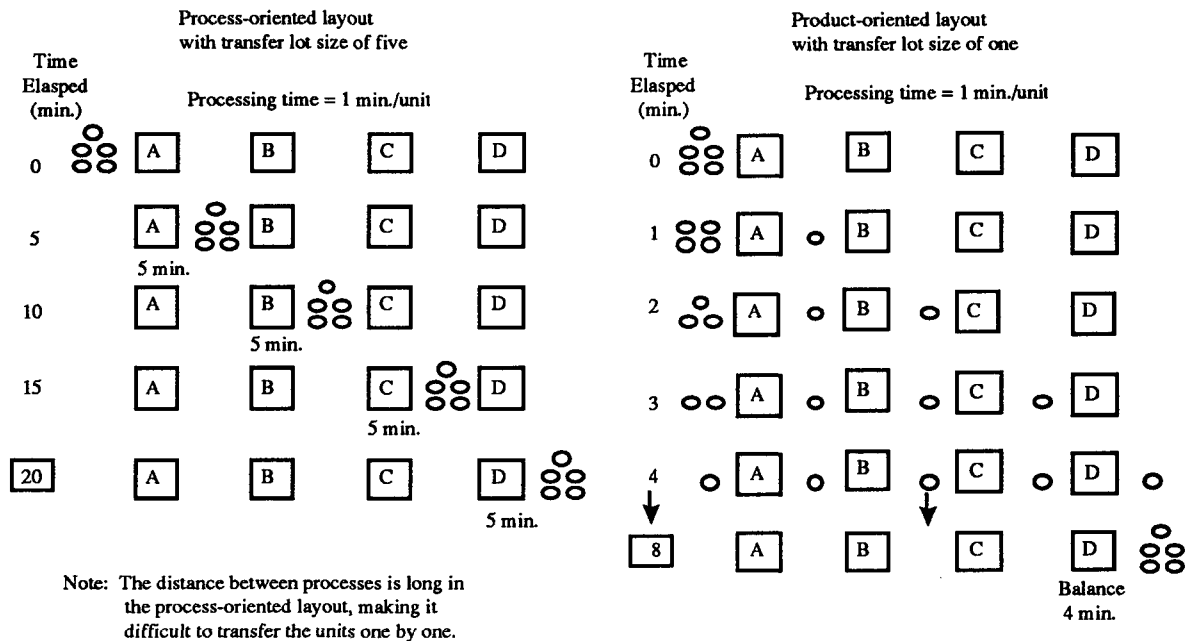 Process-oriented layout
with transfer lot size of five
Time
Elasped
(min.)
Processing time = 1 min./unit
0 A B C D
5 A B C D
5 min.
10 A B C D
5 min.
15 A B C D
5 min.
20 A B C D
5 min.
Note: The distance between processes is long in
the process-oriented layout, making it
difficult to transfer the units one by one.
Product-oriented layout
with transfer lot size of one
Time
Elasped
(min.)
Processing time = 1 min./unit
0 A B C D
1 A B C D
2 A B C D
3 A B C D
4 A B C D
8 A B C D
Balance
4 min.